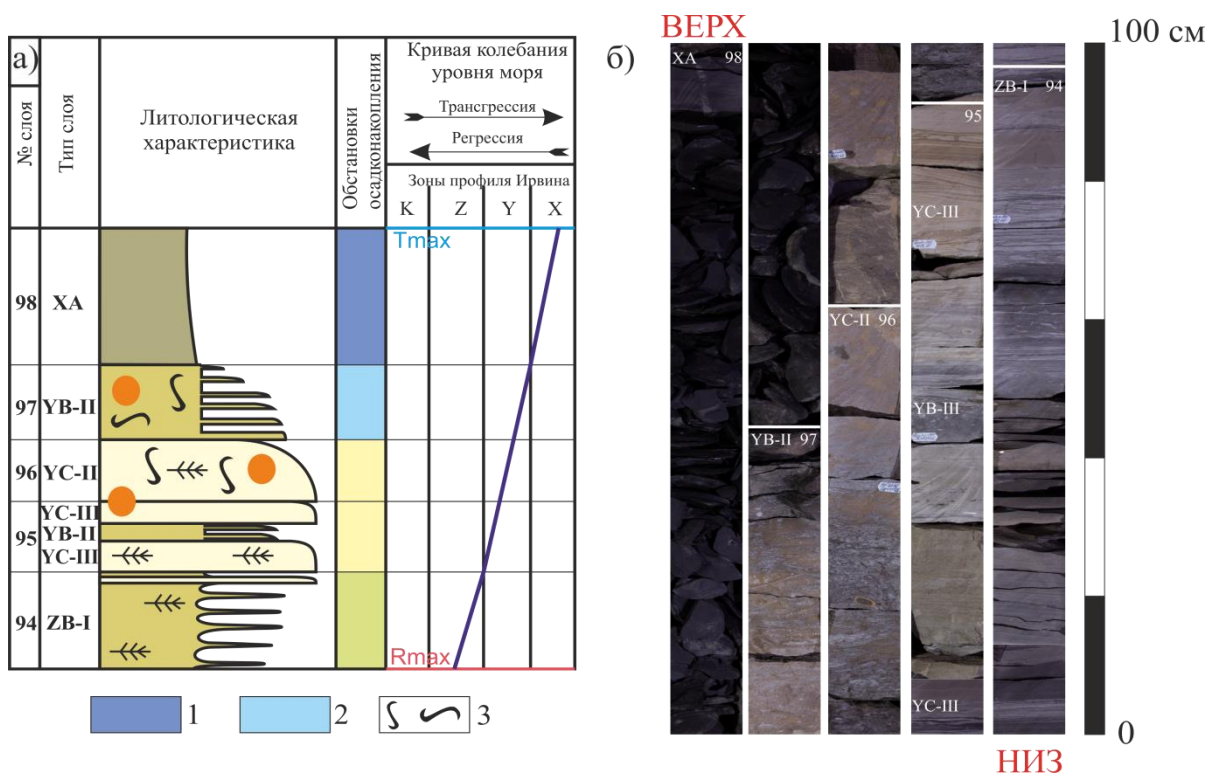 а)
№ слоя
Тип слоя
Литологическая
характеристика
Обстановки
осадконакопления
Кривая колебания
уровня моря
Трансгрессия
Регрессия
Зоны профиля Ирвина
K Z Y X
Tmax
98 XA
97 YB-II
96 YC-II
YC-III
95 YB-II
YC-III
94 ZB-I
Rmax
1 2 3
б)
ВЕРХ
100 см
XA 98
YB-II 97
YC-II 96
95
YC-III
YB-III
YC-III
ZB-I 94
0
НИЗ